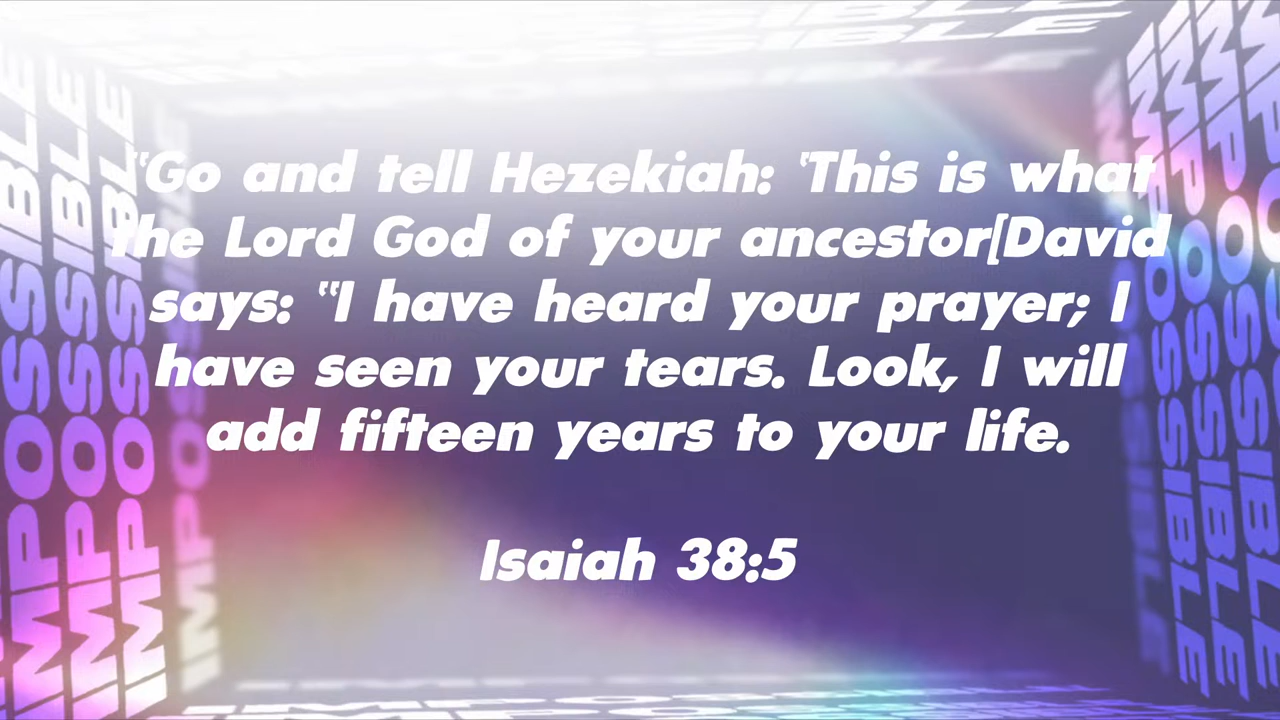 "Go and tell Hezekiah: 'This is what
the Lord God of your ancestor[David
says: "I have heard your prayer; I
have seen your tears. Look, I will
add fifteen years to your life.
Isaiah 38:5
IMPOSSIBLE
IMPOSSIBLE
IMPOSSIBLE
IMPOSSIBLE
IMPOSSIBLE
IMPOSSIBLE
IMPOSSIBLE